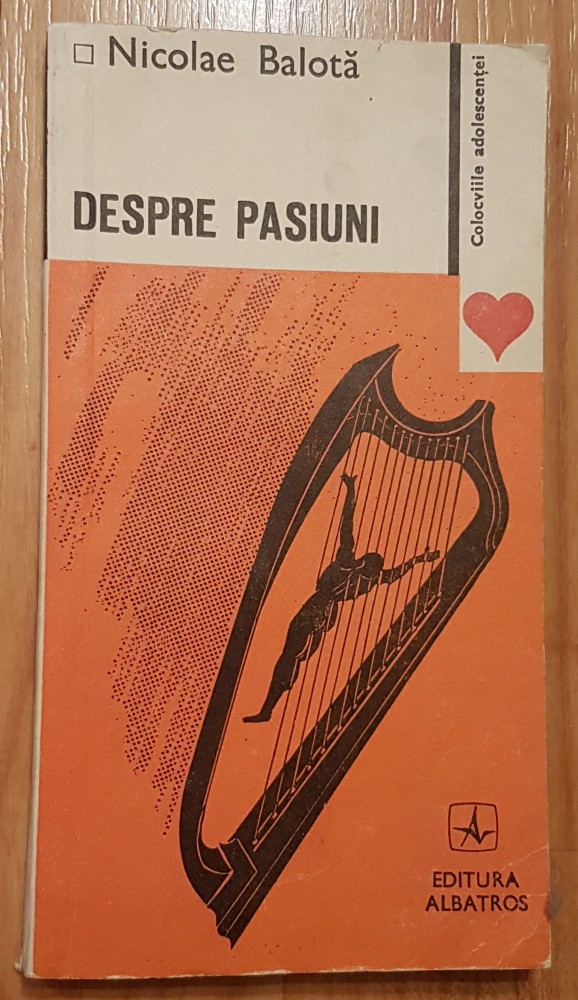 Nicolae Balotă
DESPRE PASIUNI
Colocviile adolescenței
EDITURA
ALBATROS